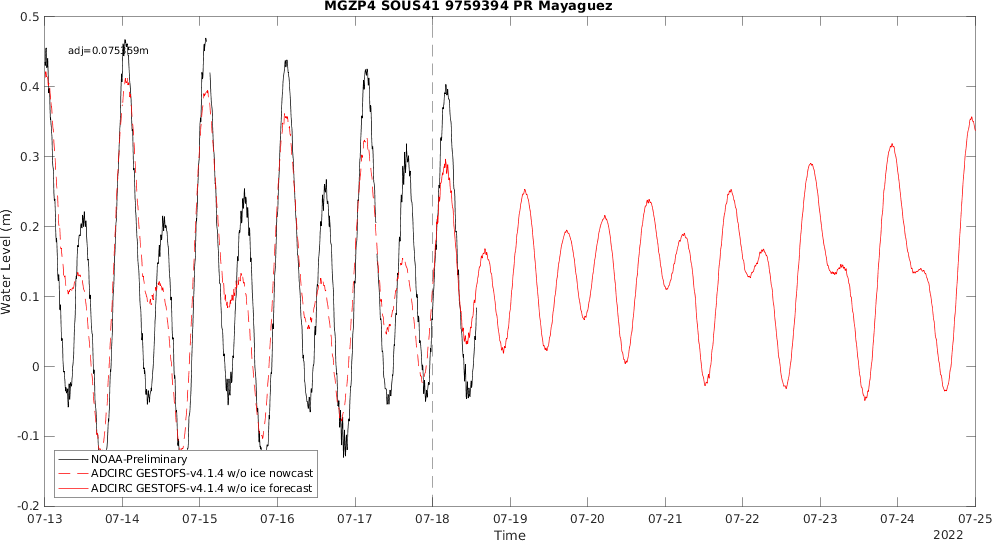 MGZP4 SOUS41 9759394 PR Mayaguez
adj=0.075359m
Water Level (m)
0.5
0.4
0.3
0.2
0.1
0
-0.1
-0.2
NOAA-Preliminary
ADCIRC GESTOFS-v4.1.4 w/o ice nowcast
ADCIRC GESTOFS-v4.1.4 w/o ice forecast
07-13 07-14 07-15 07-16 07-17 07-18 07-19 07-20 07-21 07-22 07-23 07-24 07-25
Time
2022